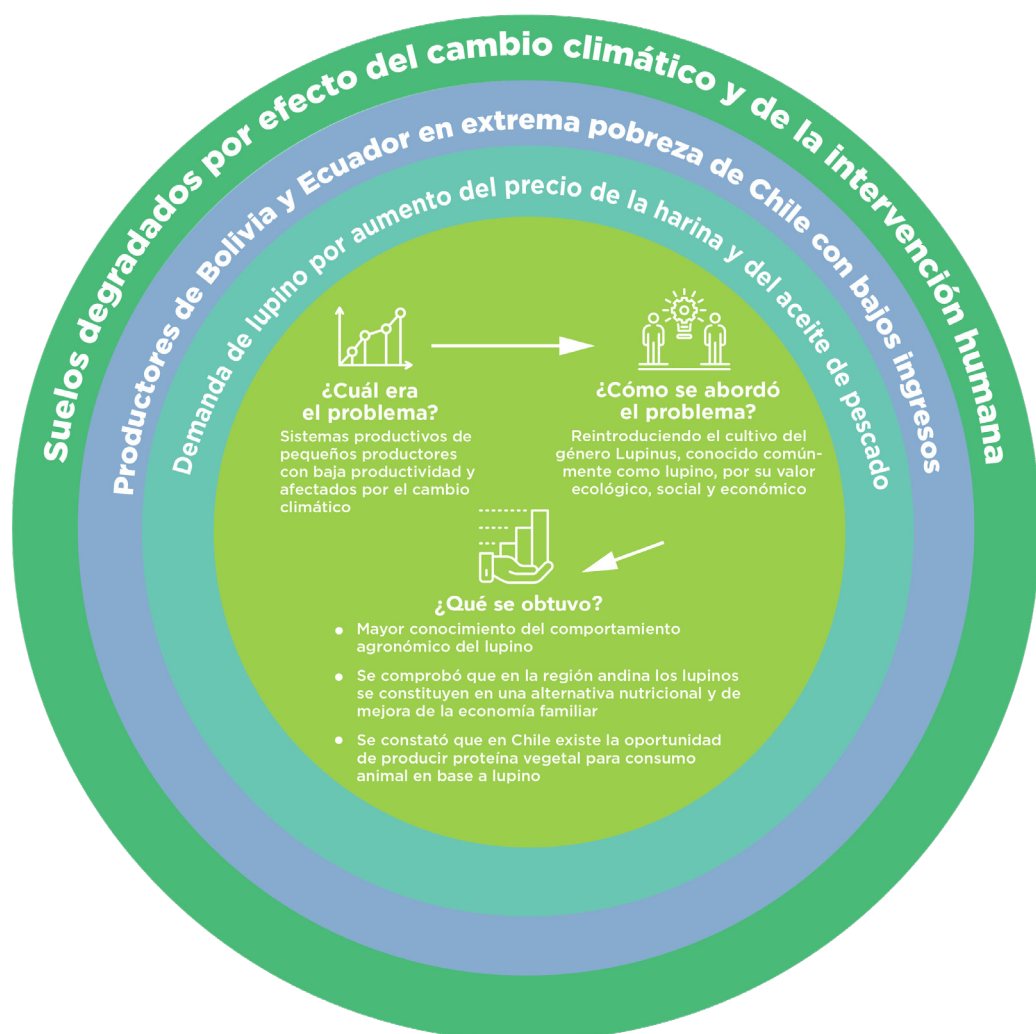 Suelos degradados por efecto del cambio climático y de la intervención humana
Productores de Bolivia y Ecuador en extrema pobreza de Chile con bajos ingresos
Demanda de lupino por aumento del precio de la harina y del aceite de pescado
¿Cuál era
el problema?
Sistemas productivos de
pequeños productores
con baja productividad y
afectados por el cambio
climático
¿Cómo se abordó
el problema?
Reintroduciendo el cultivo del
género Lupinus, conocido común-
mente como lupino, por su valor
ecológico, social y económico
¿Qué se obtuvo?
• Mayor conocimiento del comportamiento
agronómico del lupino
• Se comprobó que en la región andina los lupinos
se constituyen en una alternativa nutricional y de
mejora de la economía familiar
• Se constató que en Chile existe la oportunidad
de producir proteína vegetal para consumo
animal en base a lupino